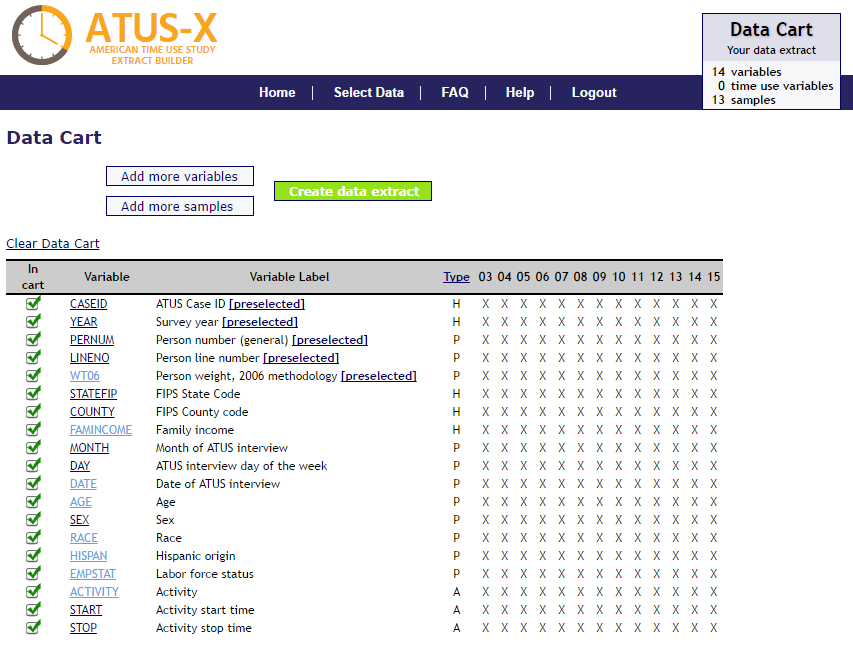 ATUS-X
AMERICAN TIME USE STUDY
EXTRACT BUILDER
Data Cart
Your data extract
14 variables
0 time use variables
13 samples
Home | Select Data | FAQ | Help | Logout
Data Cart
Add more variables
Create data extract
Add more samples
Clear Data Cart
In cart Variable Variable Label Type 03 04 05 06 07 08 09 10 11 12 13 14 15
CASEID ATUS Case ID [preselected] H X X X X X X X X X X X X X
YEAR Survey year [preselected] H X X X X X X X X X X X X X
PERNUM Person number (general) [preselected] P X X X X X X X X X X X X X
LINENO Person line number [preselected] P X X X X X X X X X X X X X
WT06 Person weight, 2006 methodology [preselected] P X X X X X X X X X X X X X
STATEFIP FIPS State Code H X X X X X X X X X X X X X
COUNTY FIPS County code H X X X X X X X X X X X X X
FAMINCOME Family income H X X X X X X X X X X X X X
MONTH Month of ATUS interview P X X X X X X X X X X X X X
DAY ATUS interview day of the week P X X X X X X X X X X X X X
DATE Date of ATUS interview P X X X X X X X X X X X X X
AGE Age P X X X X X X X X X X X X X
SEX Sex P X X X X X X X X X X X X X
RACE Race P X X X X X X X X X X X X X
HISPAN Hispanic origin P X X X X X X X X X X X X X
EMPSTAT Labor force status P X X X X X X X X X X X X X
ACTIVITY Activity A X X X X X X X X X X X X X
START Activity start time A X X X X X X X X X X X X X
STOP Activity stop time A X X X X X X X X X X X X X